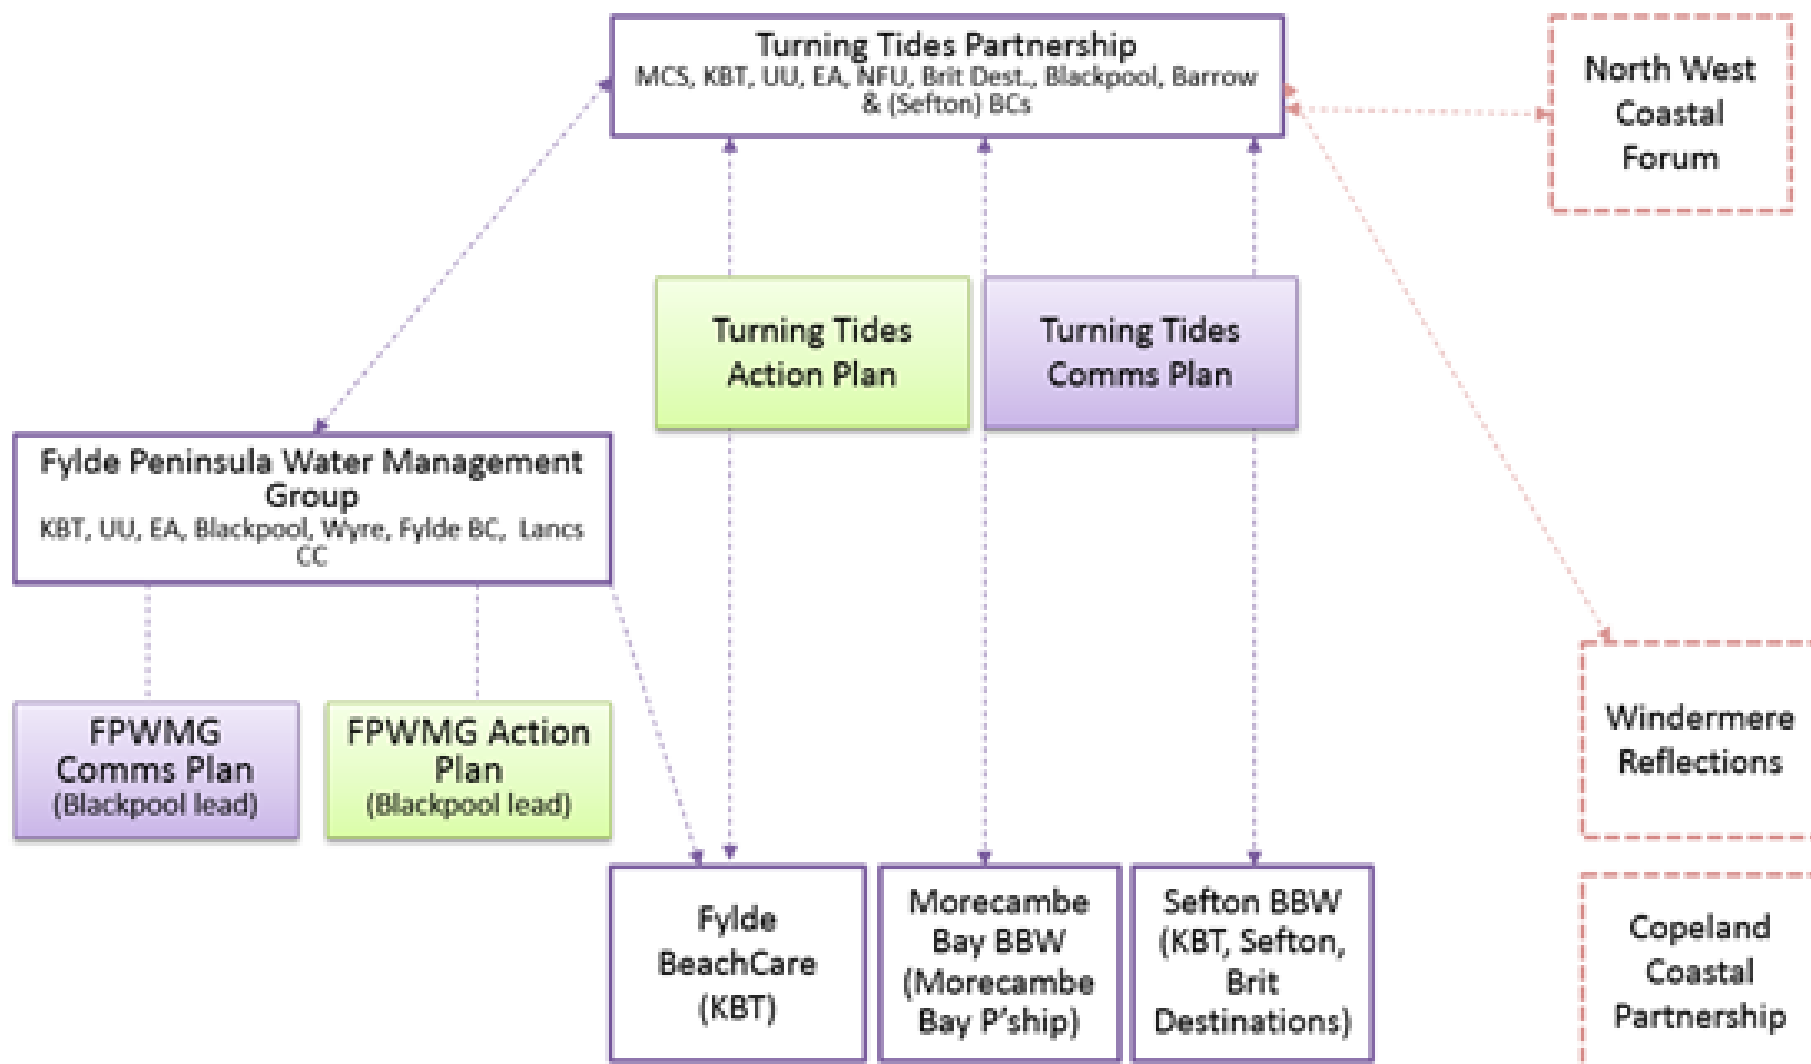 Turning Tides Partnership
MCS, KBT, UU, EA, NFU, Brit Dest., Blackpool, Barrow
& (Sefton) BCs
North West
Coastal
Forum
Turning Tides
Action Plan
Turning Tides
Comms Plan
Fylde Peninsula Water Management
Group
KBT, UU, EA, Blackpool, Wyre, Fylde BC, Lancs
CC
FPWMG
Comms Plan
(Blackpool lead)
FPWMG Action
Plan
(Blackpool lead)
Windermere
Reflections
Fylde
BeachCare
(KBT)
Morecambe
Bay BBW
(Morecambe
Bay P'ship)
Sefton BBW
(KBT, Sefton,
Brit
Destinations)
Copeland
Coastal
Partnership